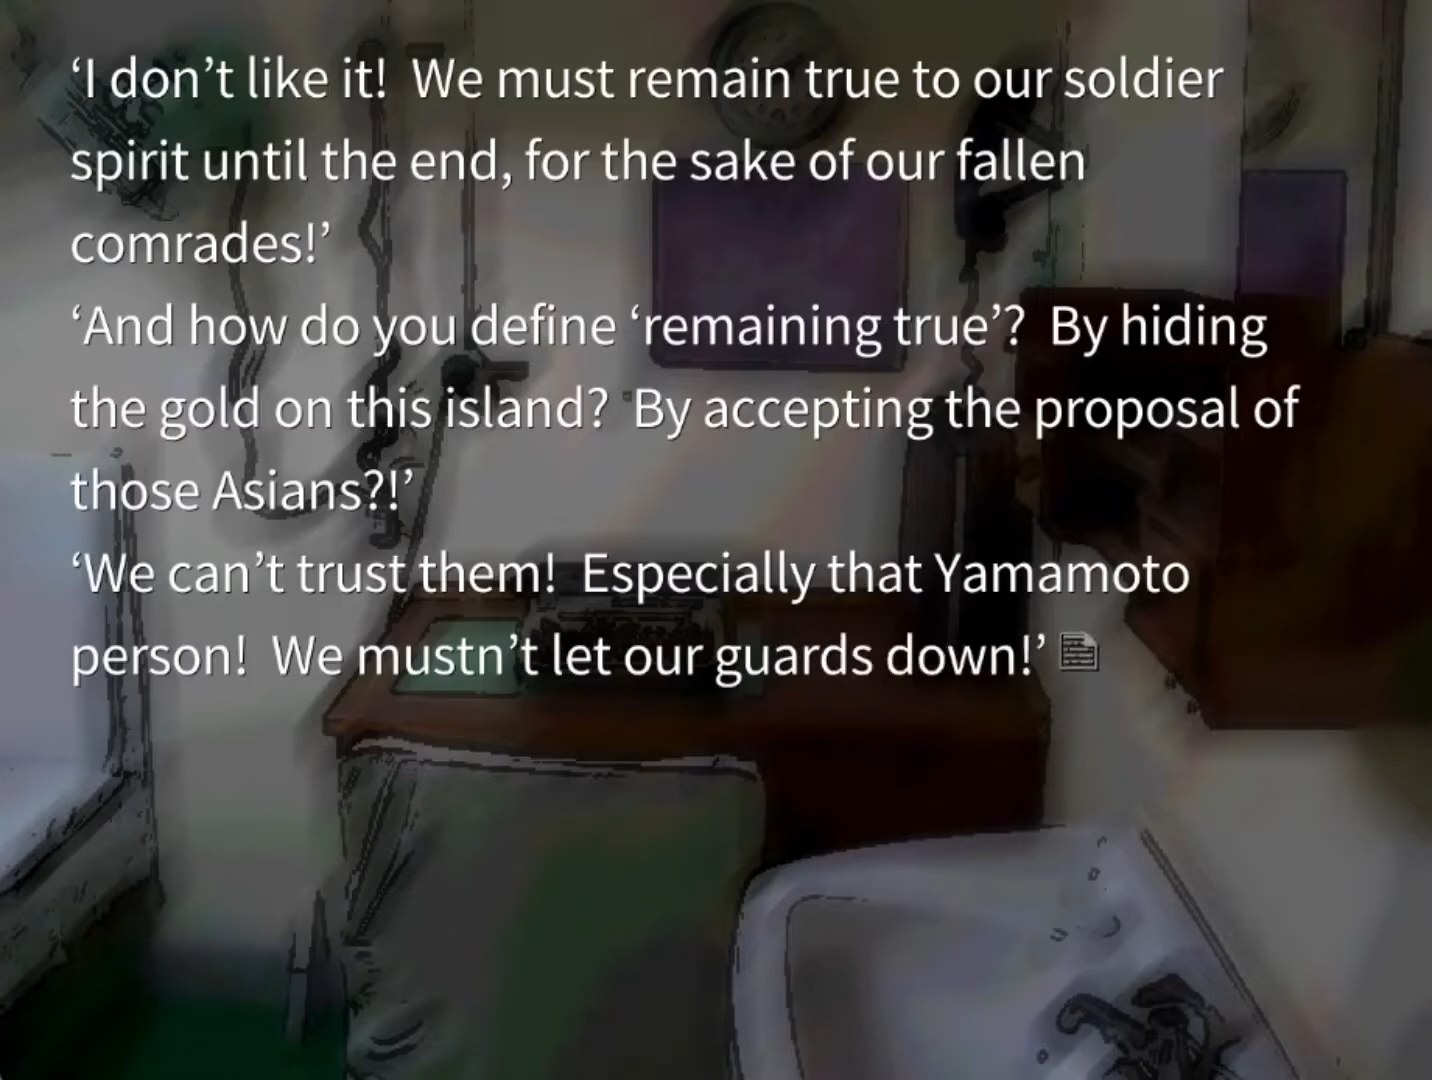 ‘I don’t like it!  We must remain true to our soldier
spirit until the end, for the sake of our fallen
comrades!’
‘And how do you define ‘remaining true’?  By hiding
the gold on this island?  By accepting the proposal of
those Asians?!’
‘We can’t trust them!  Especially that Yamamoto
person!  We mustn’t let our guards down!’